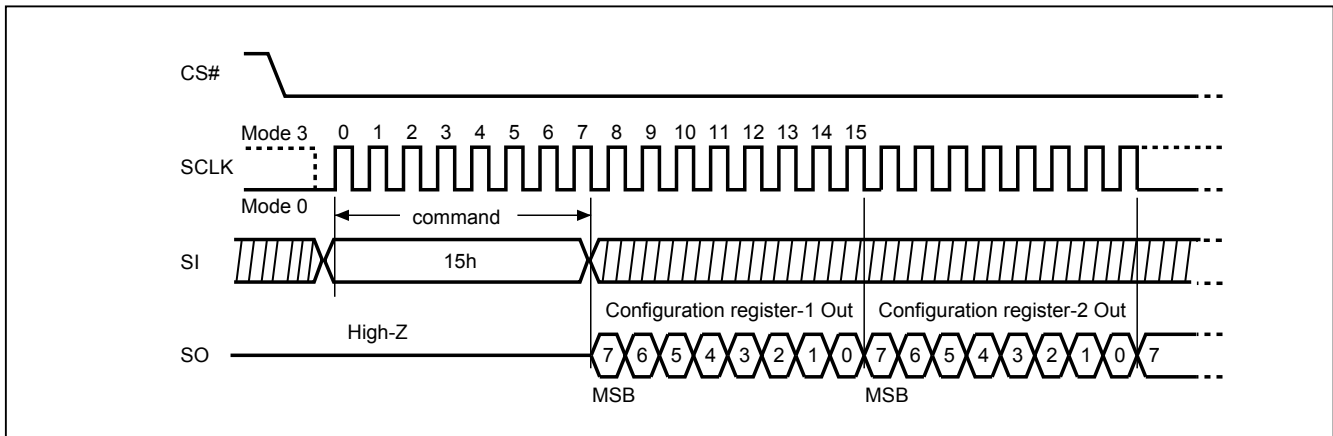 CS#
Mode 3 0 1 2 3 4 5 6 7 8 9 10 11 12 13 14 15
SCLK
Mode 0
command
SI 15h
Configuration register-1 Out Configuration register-2 Out
High-Z
SO 7 6 5 4 3 2 1 0 7 6 5 4 3 2 1 0 7
MSB MSB